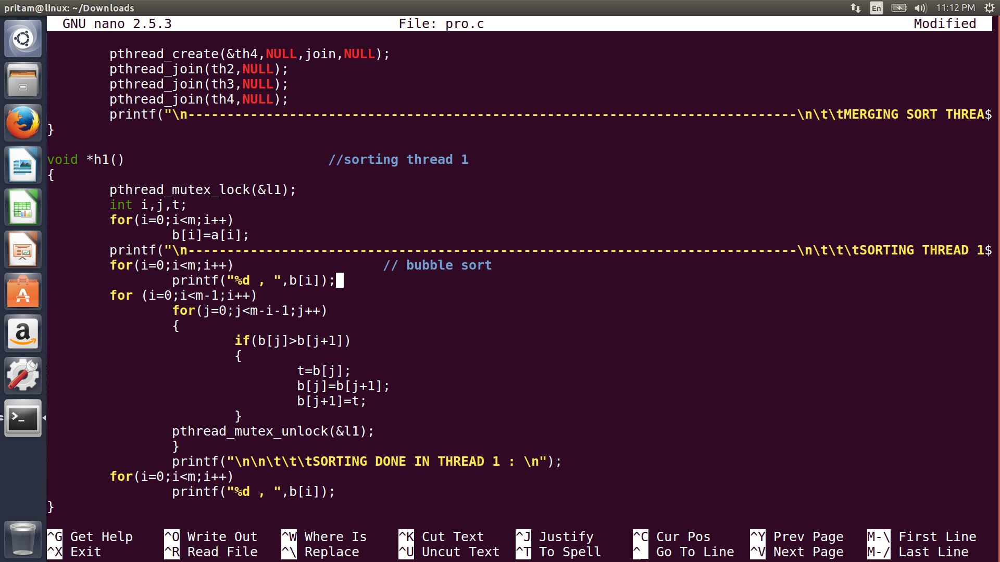 pritam@linux: ~/Downloads En 11:12 PM
GNU nano 2.5.3 File: pro.c Modified
pthread_create(&th4,NULL,join,NULL);
pthread_join(th2,NULL);
pthread_join(th3,NULL);
pthread_join(th4,NULL);
printf("\n------------------------------------------------------------------------------\n\t\tMERGING SORT THREA$
}
void *h1() //sorting thread 1
{
pthread_mutex_lock(&l1);
int i,j,t;
for(i=0;i<m;i++)
b[i]=a[i];
printf("\n------------------------------------------------------------------------------\n\t\t\tSORTING THREAD 1$
for(i=0;i<m;i++) // bubble sort
printf("%d , ",b[i]);
for (i=0;i<m-1;i++)
for(j=0;j<m-i-1;j++)
{
if(b[j]>b[j+1])
{
t=b[j];
b[j]=b[j+1];
b[j+1]=t;
}
pthread_mutex_unlock(&l1);
}
printf("\n\n\t\t\tSORTING DONE IN THREAD 1 : \n");
for(i=0;i<m;i++)
printf("%d , ",b[i]);
}
^G Get Help ^O Write Out ^W Where Is ^K Cut Text ^J Justify ^C Cur Pos ^Y Prev Page M-\ First Line
^X Exit ^R Read File ^\ Replace ^U Uncut Text ^T To Spell ^_ Go To Line ^V Next Page M-/ Last Line